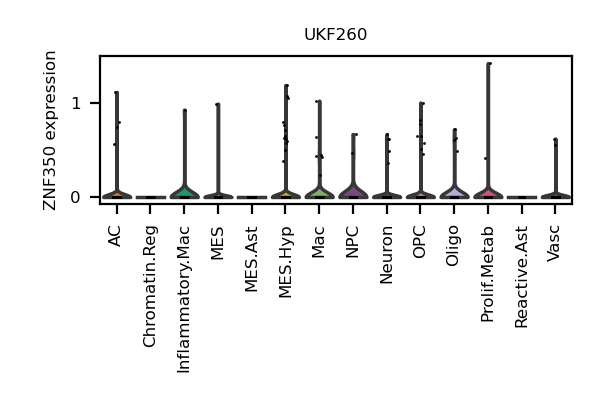 UKF260
ZNF350 expression
1
0
AC
Chromatin.Reg
Inflammatory.Mac
MES
MES.Ast
MES.Hyp
Mac
NPC
Neuron
OPC
Oligo
Prolif.Metab
Reactive.Ast
Vasc